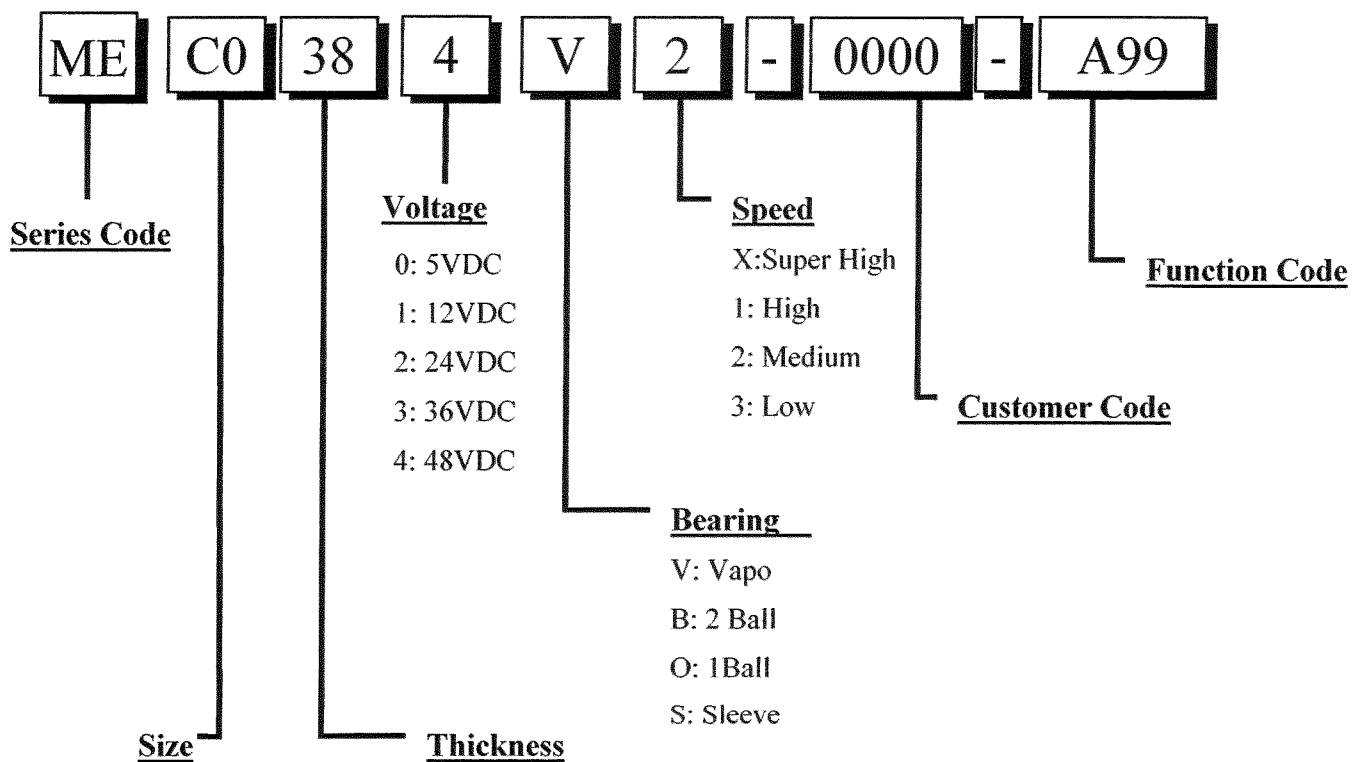 ME C0 38 4 V 2 - 0000 - A99
Series Code
Voltage
0: 5VDC
1: 12VDC
2: 24VDC
3: 36VDC
4: 48VDC
Speed
X:Super High
1: High
2: Medium
3: Low
Function Code
Customer Code
Bearing
V: Vapo
B: 2 Ball
O: 1Ball
S: Sleeve
Size
Thickness